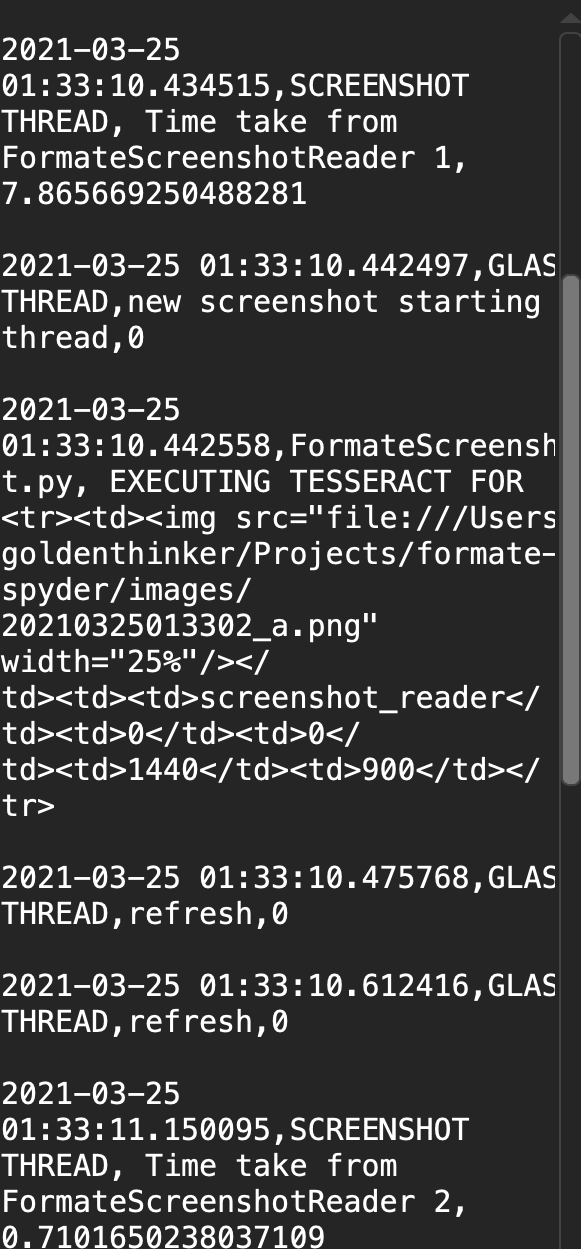 2021-03-25
01:33:10.434515,SCREENSHOT
THREAD, Time take from
FormateScreenshotReader 1,
7.865669250488281
2021-03-25 01:33:10.442497,GLAS
THREAD,new screenshot starting
thread,0
2021-03-25
01:33:10.442558,FormateScreensh
t.py, EXECUTING TESSERACT FOR
<tr><td><img src="file:///Users
goldenthinker/Projects/formate-
spyder/images/
20210325013302_a.png"
width="25%"/></
td><td><td>screenshot_reader</
td><td>0</td><td>0</
td><td>1440</td><td>900</td></
tr>
2021-03-25 01:33:10.475768,GLAS
THREAD,refresh,0
2021-03-25 01:33:10.612416,GLAS
THREAD,refresh,0
2021-03-25
01:33:11.150095,SCREENSHOT
THREAD, Time take from
FormateScreenshotReader 2,
0.7101650238037109